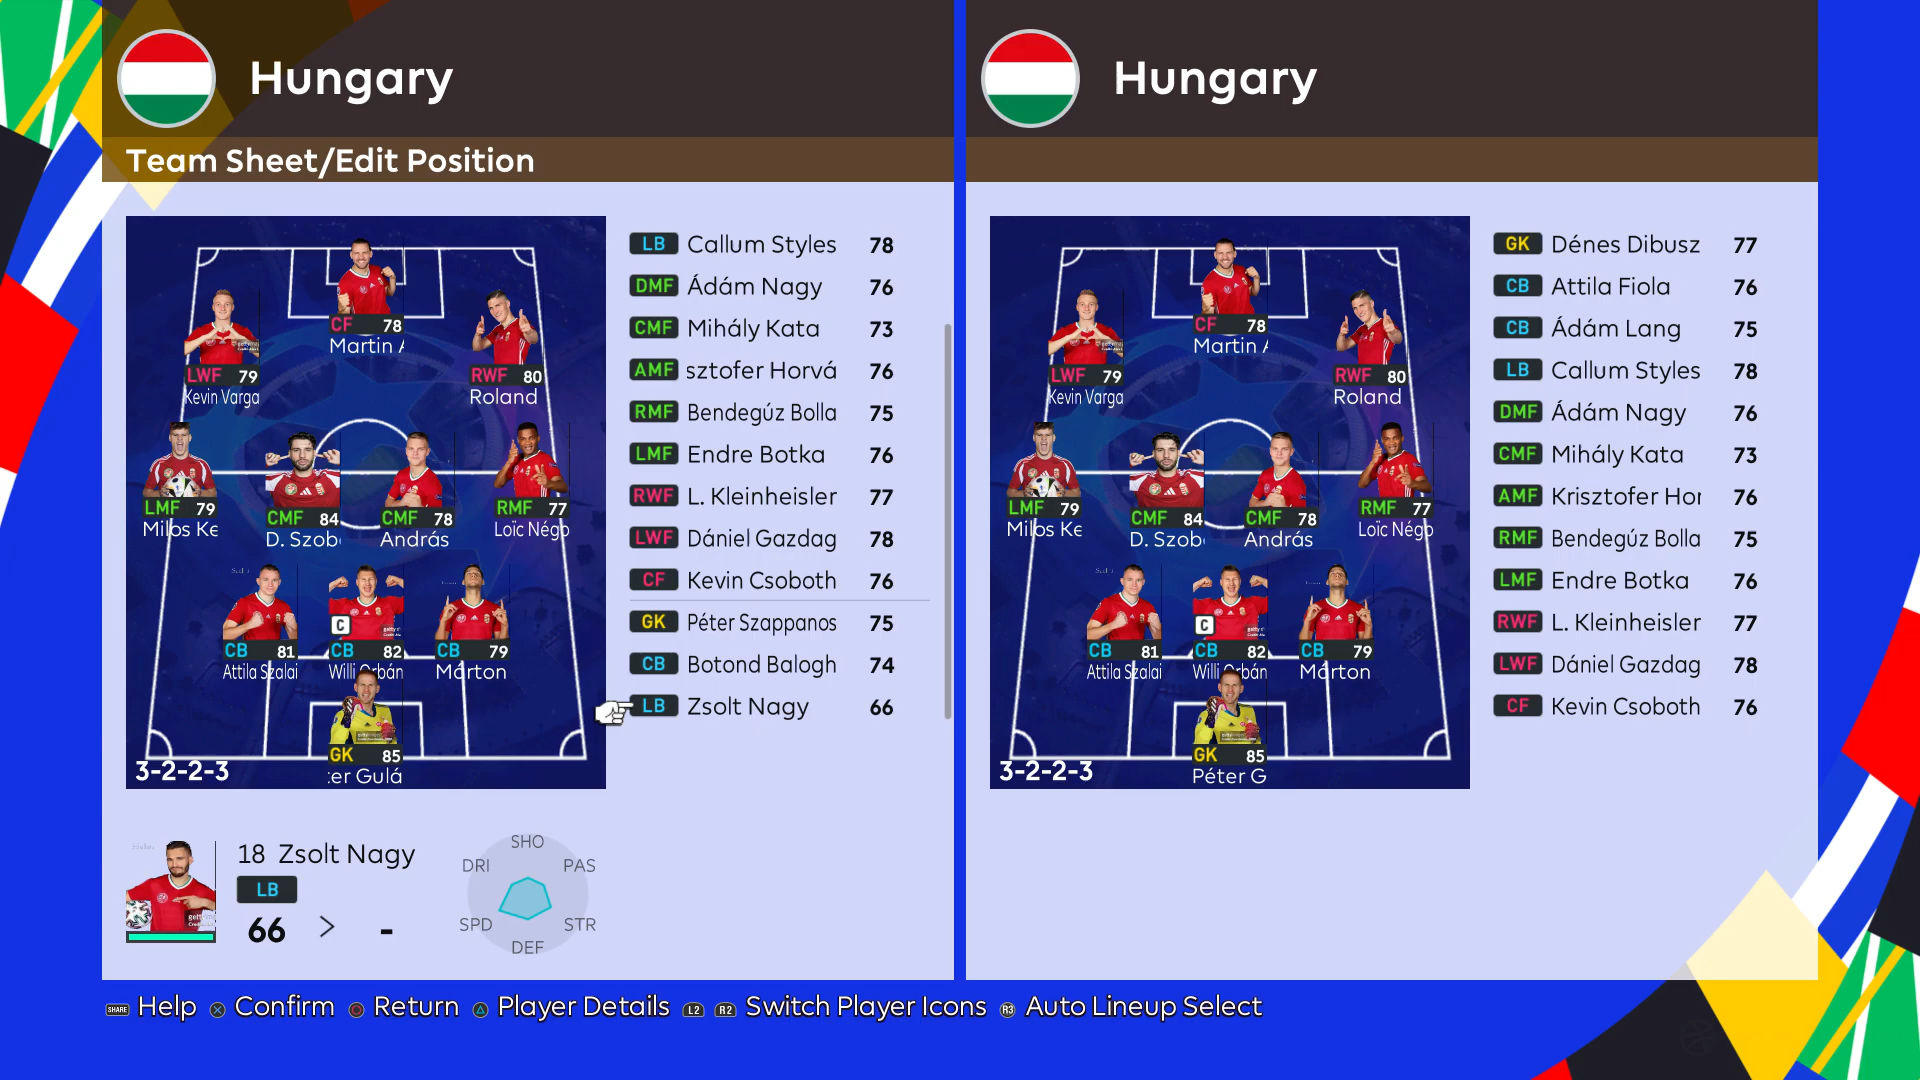 Hungary
Team Sheet/Edit Position
CF 78
Martin A
LWF 79
Kevin Varga
RWF 80
Roland
LMF 79
Milos Ke
CMF 84
D. Szob
CMF 78
András
RMF 77
Loïc Négo
C
CB 81
Attila Szalai
CB 82
Willi Orbán
CB 79
Márton
GK 85
er Gulá
3-2-2-3
LB Callum Styles 78
DMF Ádám Nagy 76
CMF Mihály Kata 73
AMF sztofer Horvá 76
RMF Bendegúz Bolla 75
LMF Endre Botka 76
RWF L. Kleinheisler 77
LWF Dániel Gazdag 78
CF Kevin Csoboth 76
GK Péter Szappanos 75
CB Botond Balogh 74
LB Zsolt Nagy 66
18 Zsolt Nagy
LB
66 > -
SHO
DRI PAS
SPD STR
DEF
Hungary
CF 78
Martin A
LWF 79
Kevin Varga
RWF 80
Roland
LMF 79
Milos Ke
CMF 84
D. Szob
CMF 78
András
RMF 77
Loïc Négo
C
CB 81
Attila Szalai
CB 82
Willi Orbán
CB 79
Márton
GK 85
Péter G
3-2-2-3
GK Dénes Dibusz 77
CB Attila Fiola 76
CB Ádám Lang 75
LB Callum Styles 78
DMF Ádám Nagy 76
CMF Mihály Kata 73
AMF Krisztofer Hor 76
RMF Bendegúz Bolla 75
LMF Endre Botka 76
RWF L. Kleinheisler 77
LWF Dániel Gazdag 78
CF Kevin Csoboth 76
SHARE Help Confirm Return Player Details L2 R2 Switch Player Icons R3 Auto Lineup Select